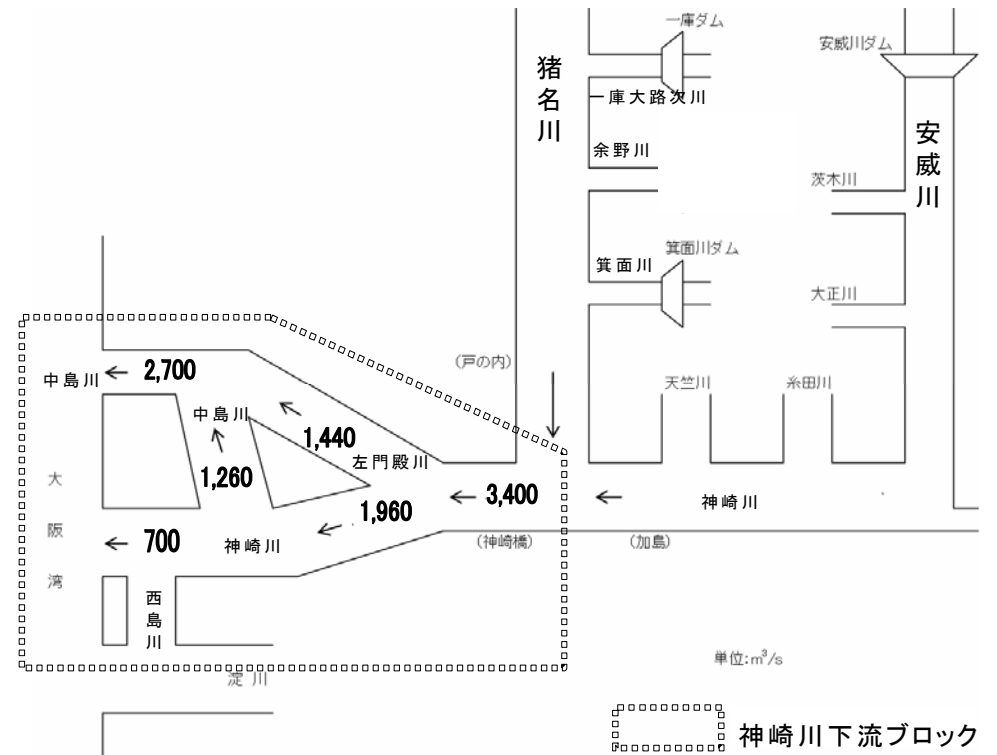 一庫ダム
安威川ダム
猪名川
一庫大路次川
安威川
余野川
茨木川
箕面川ダム
箕面川
大正川
(戸の内)
中島川
2,700
天竺川
糸田川
中島川
1,440
左門殿川
1,260
3,400
神崎川
1,960
大阪湾
700
神崎川
(神崎橋)
(加島)
西島川
単位:m³/s
淀川
神崎川下流ブロック